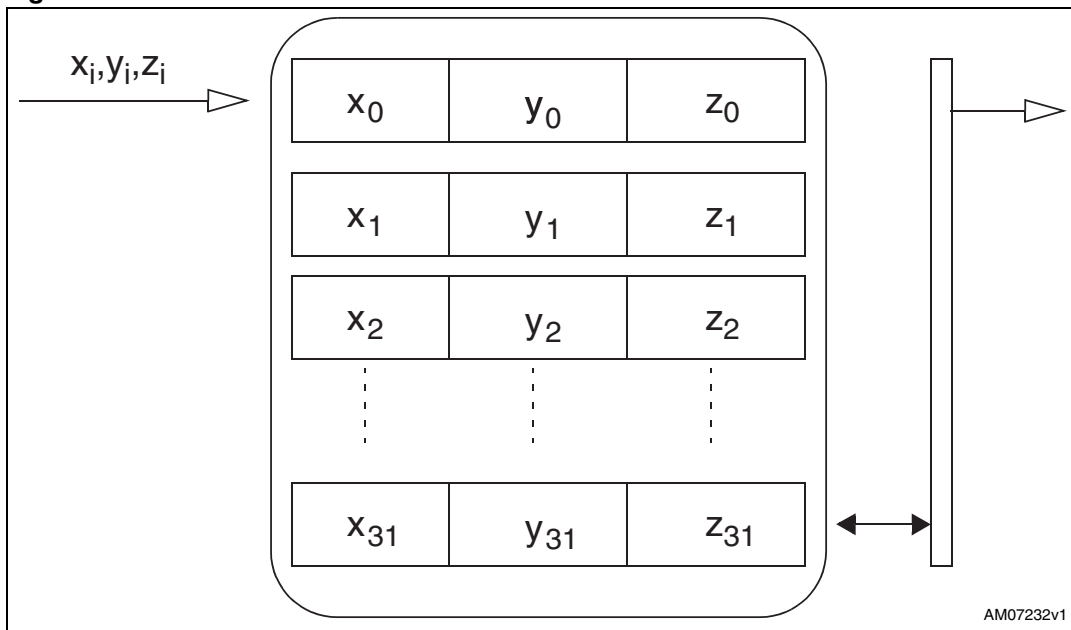 xi,yi,zi
x0 y0 z0
x1 y1 z1
x2 y2 z2
x31 y31 z31
AM07232v1